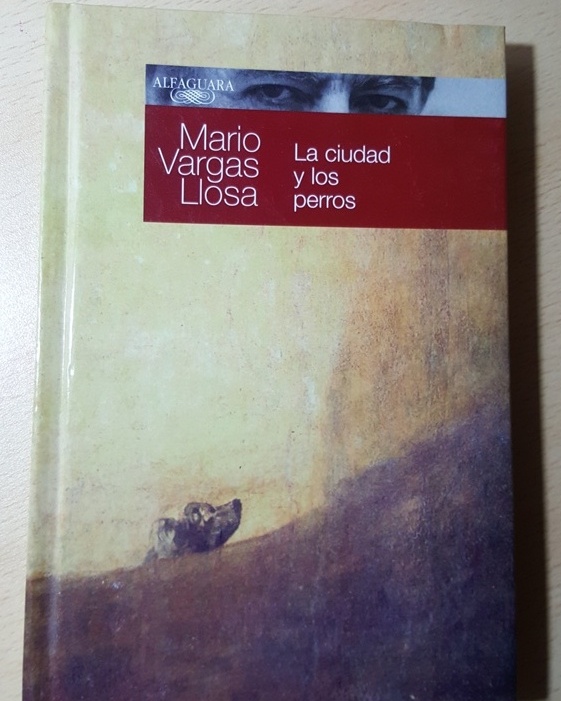 ALFAGUARA
Mario
Vargas
Llosa
La ciudad
y los
perros